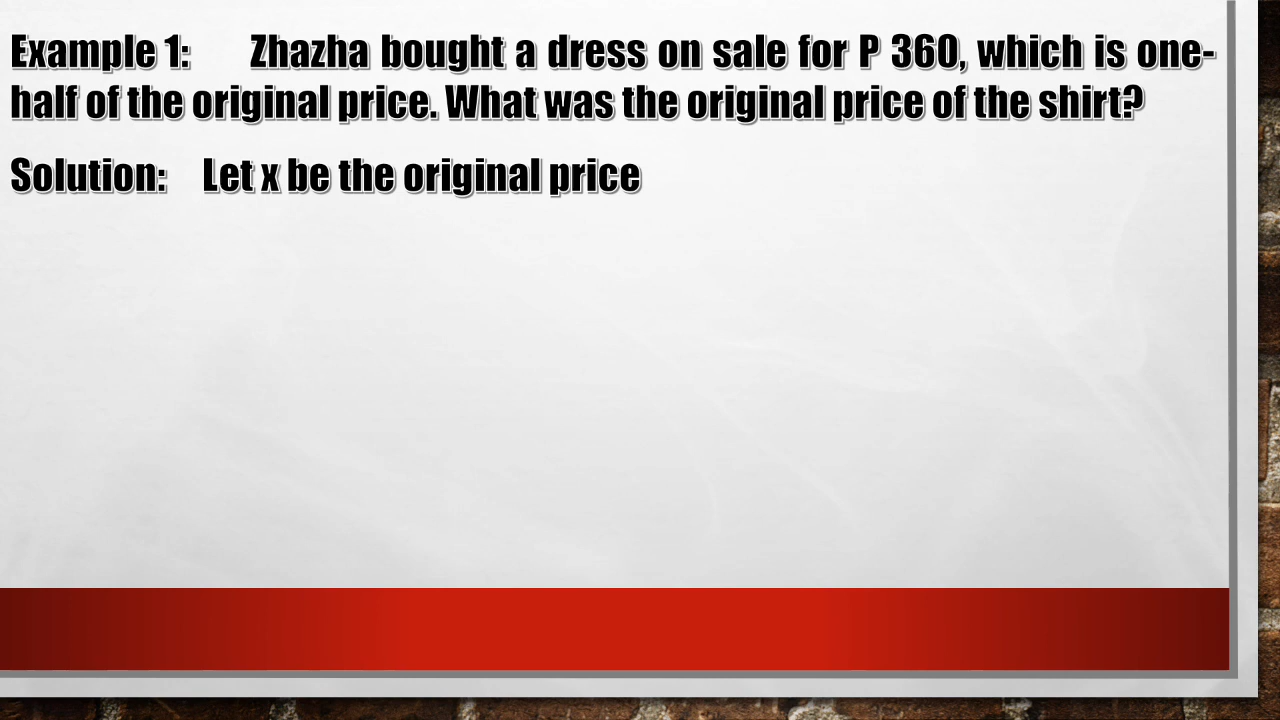 Example 1: Zhazha bought a dress on sale for P 360, which is one-
half of the original price. What was the original price of the shirt?
Solution: Let x be the original price